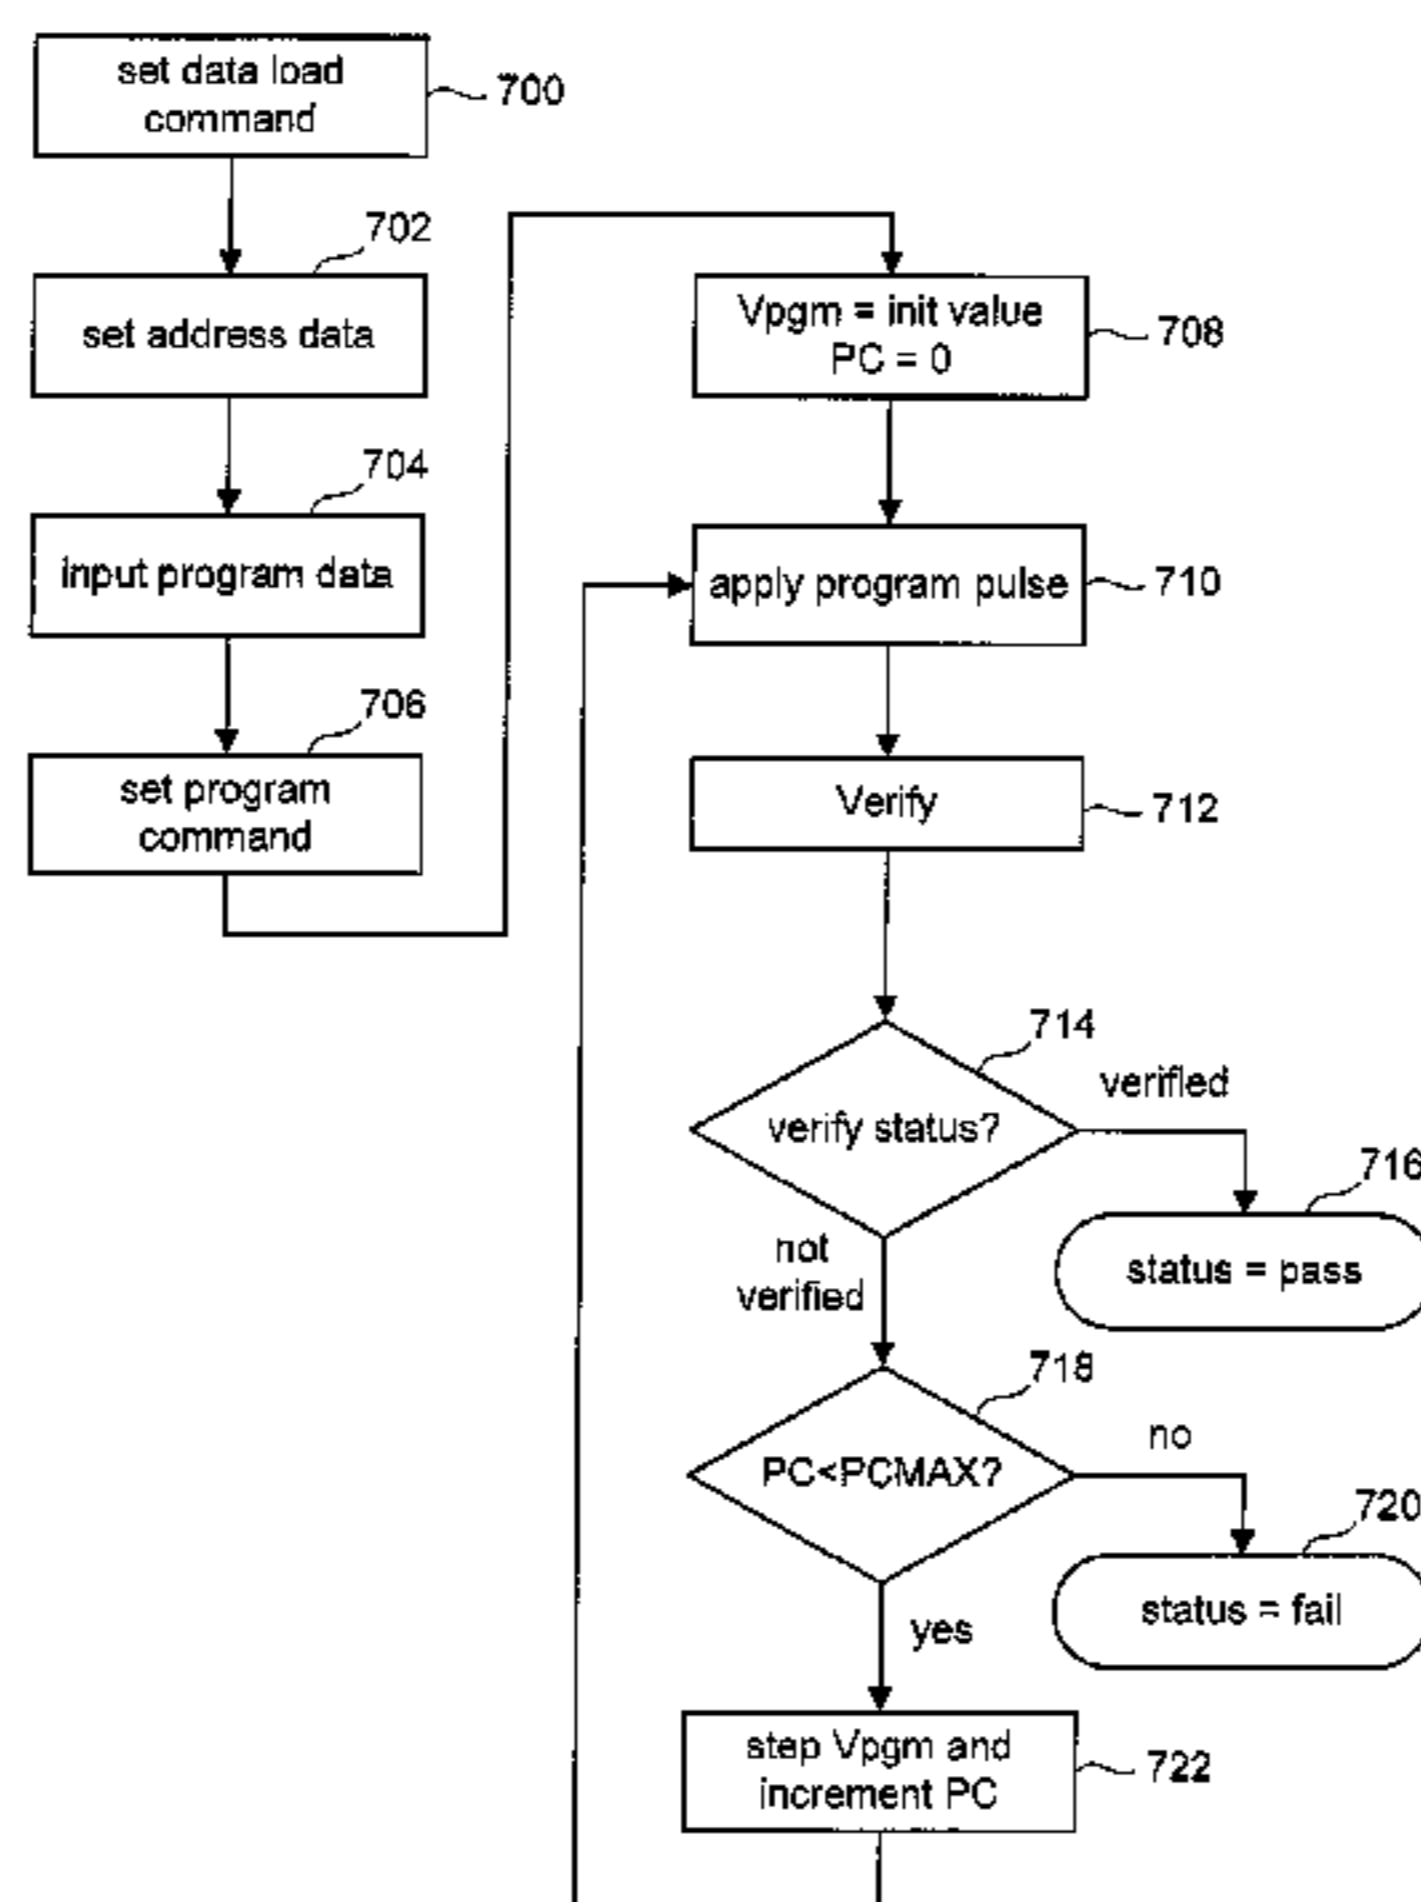 set data load
command
700
702
set address data
704
input program data
706
set program
command
Vpgm = init value
PC = 0
708
apply program pulse
710
Verify
712
714
verify status?
verified
716
status = pass
not
verified
718
PC<PCMAX?
no
720
status = fail
yes
step Vpgm and
increment PC
722